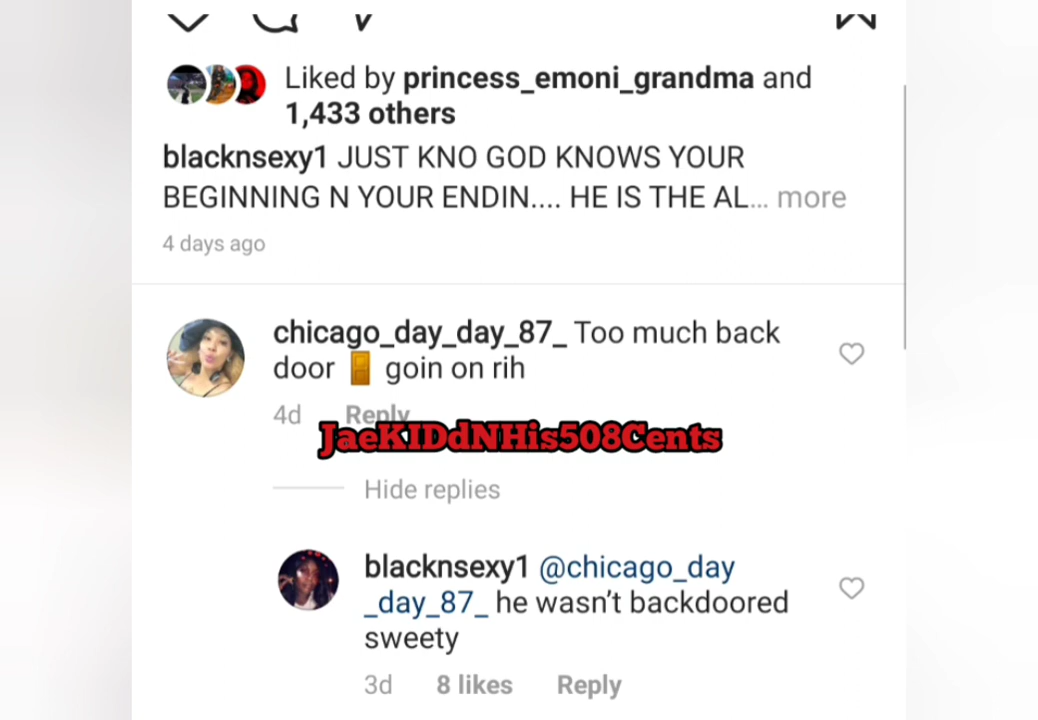 Liked by princess_emoni_grandma and
1,433 others
blacknsexy1 JUST KNO GOD KNOWS YOUR
BEGINNING N YOUR ENDIN.... HE IS THE AL... more
4 days ago
chicago_day_day_87_ Too much back
door 🚪 goin on rih
4d Reply
JaeKIDdNHis508Cents
Hide replies
blacknsexy1 @chicago_day
_day_87_ he wasn't backdoored
sweety
3d 8 likes Reply